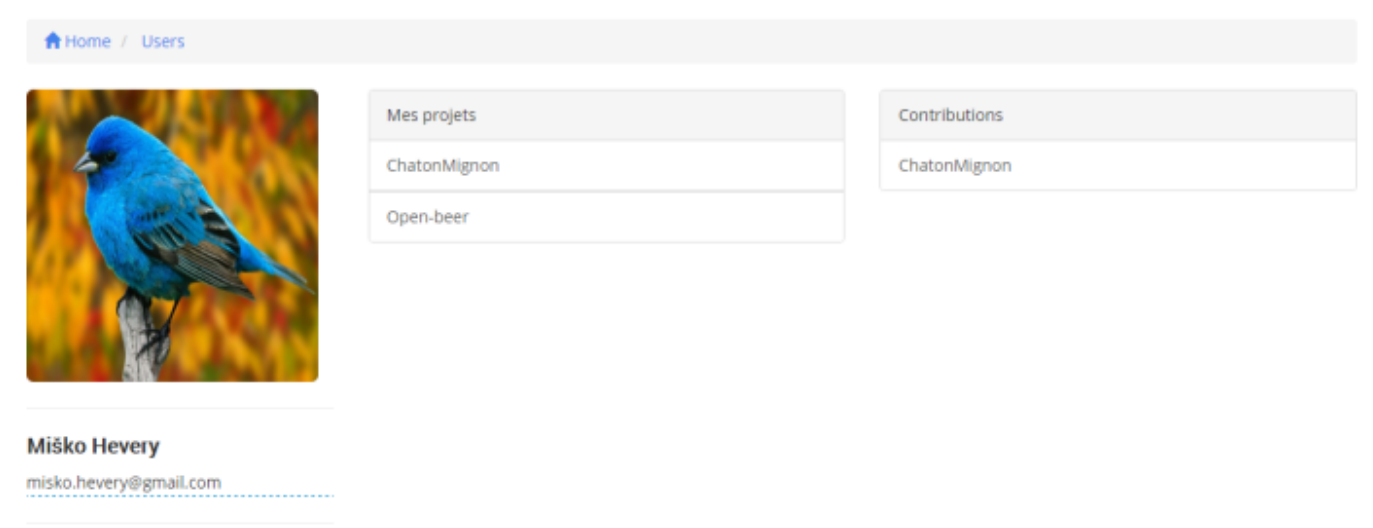 Home / Users
Mes projets
ChatonMignon
Open-beer
Contributions
ChatonMignon
Miško Hevery
misko.hevery@gmail.com